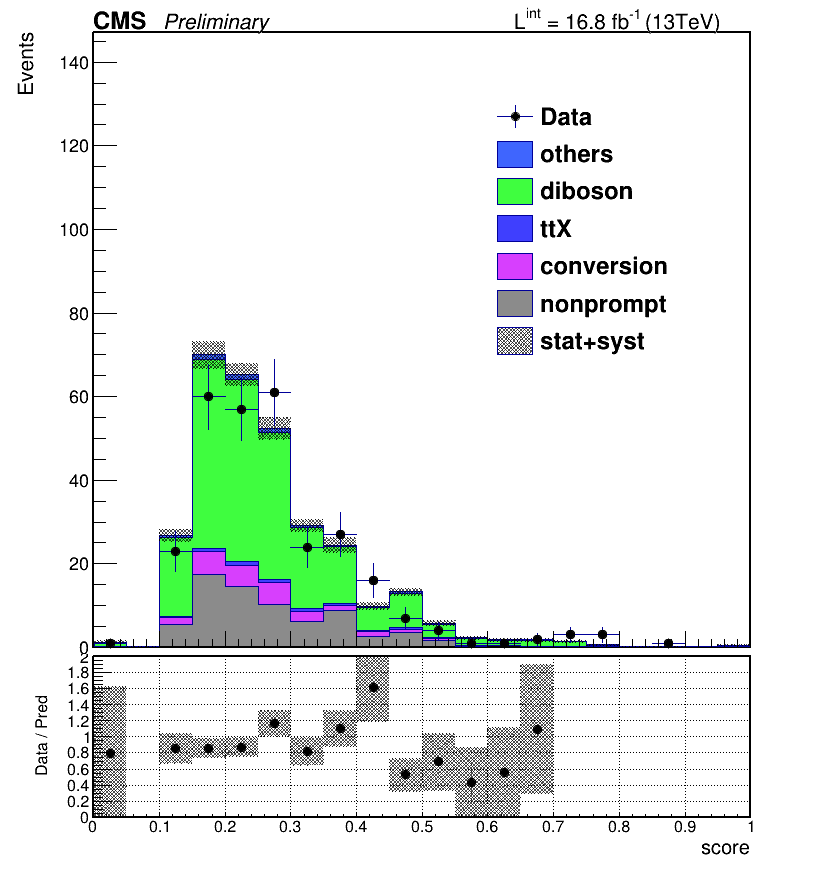 CMS Preliminary L^int = 16.8 fb^-1 (13TeV)
Events
140
120
100
80
60
40
20
0
Data
others
diboson
ttX
conversion
nonprompt
stat+syst
Data / Pred
2
1.8
1.6
1.4
1.2
1
0.8
0.6
0.4
0.2
0
0 0.1 0.2 0.3 0.4 0.5 0.6 0.7 0.8 0.9 1
score